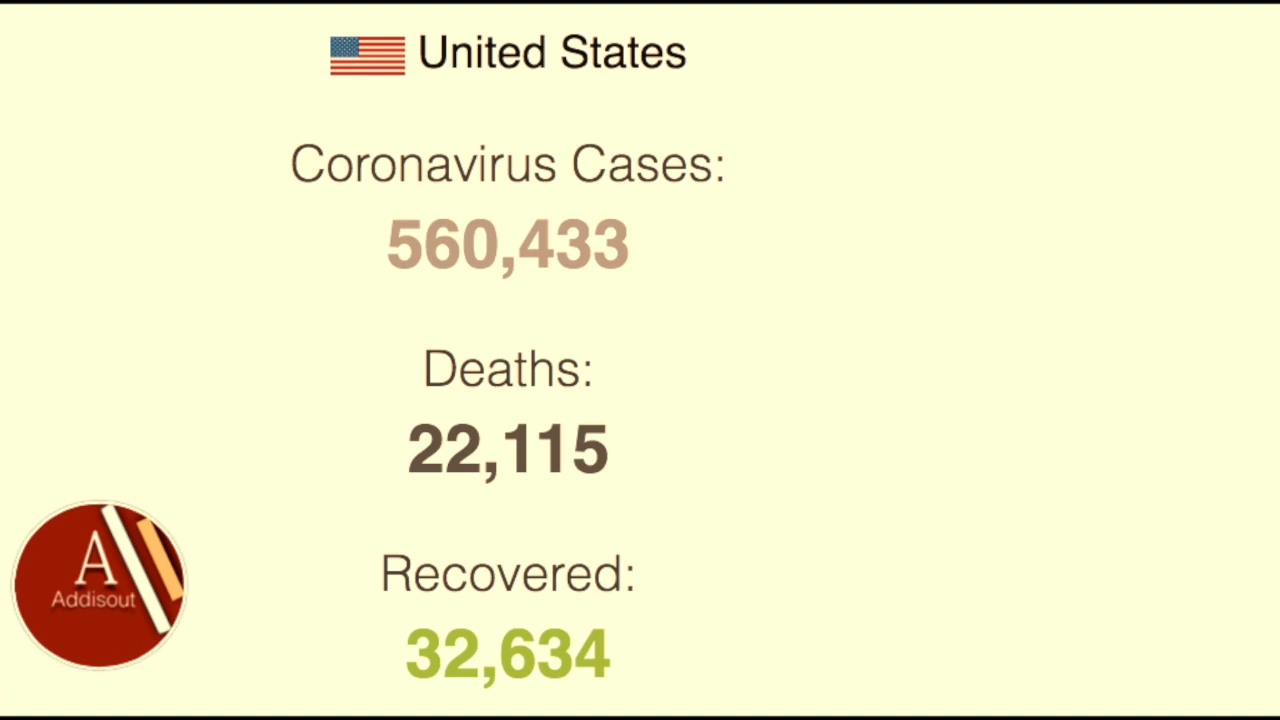 United States
Coronavirus Cases:
560,433
Deaths:
22,115
Recovered:
32,634
A
Addisout